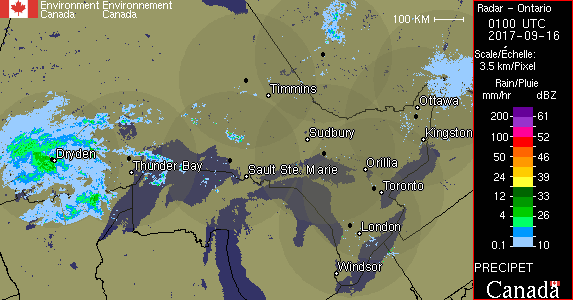 Environment Environnement
Canada Canada
100 KM
Timmins
Ottawa
Sudbury
Kingston
Dryden
Thunder Bay
Sault Ste. Marie
Orillia
Toronto
London
Windsor
Radar - Ontario
0100 UTC
2017-09-16
Scale/Échelle:
3.5 km/Pixel
Rain/Pluie
mm/hr dBZ
200 61
100 52
50 46
24 39
12 33
4 26
0.1 10
PRECIPET
Canada